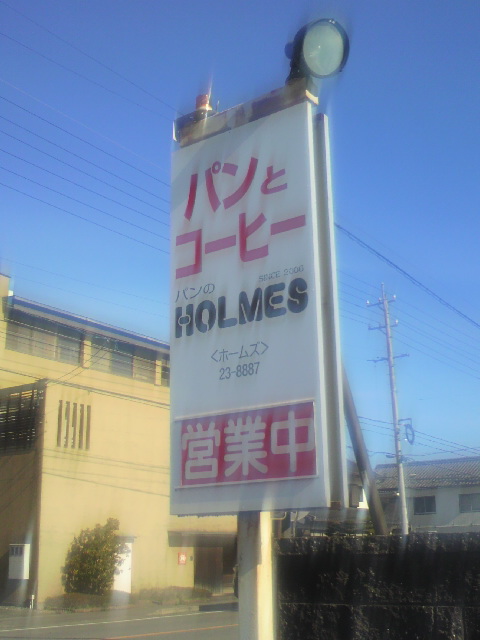 パンと
コーヒー
SINCE 2000
パンの
HOLMES
<ホームズ>
23-8887
営業中